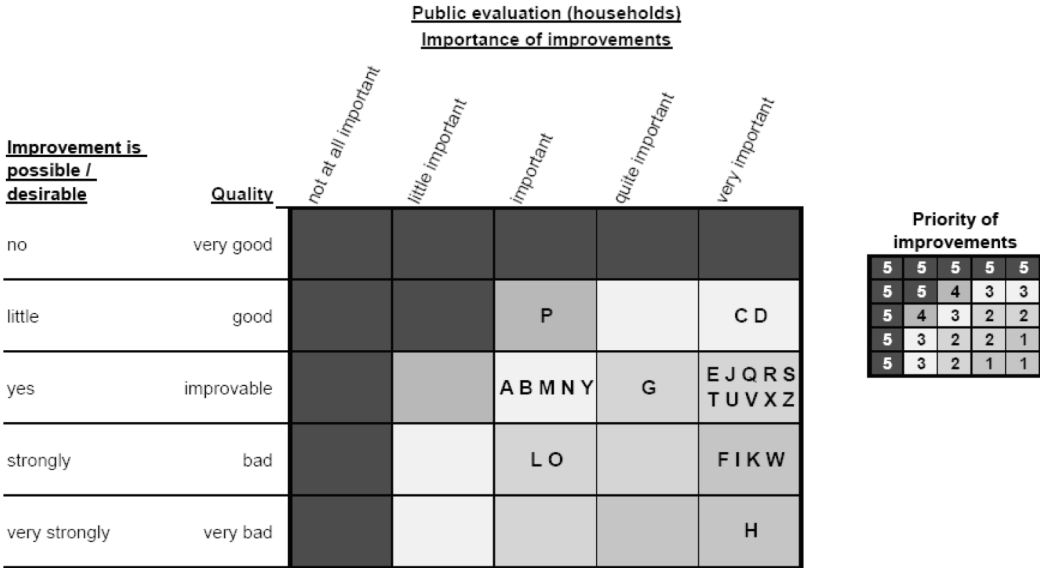 Public evaluation (households)
Importance of improvements
Improvement is
possible /
desirable
Quality
not at all important
little important
important
quite important
very important
no very good
little good P C D
yes improvable A B M N Y G E J Q R S
T U V X Z
strongly bad L O F I K W
very strongly very bad H
Priority of
improvements
5 5 5 5 5
5 5 4 3 3
5 4 3 2 2
5 3 2 2 1
5 3 2 1 1